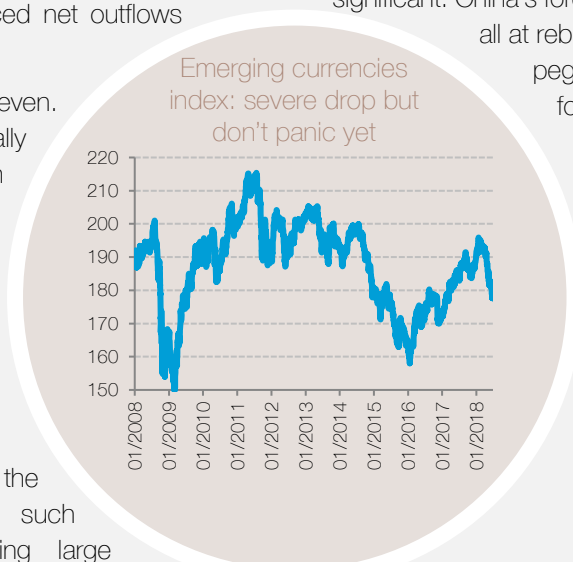 ced net outflows
significant. China's
all at reb
peg
even.
ally
Emerging currencies
index: severe drop but
don't panic yet
220
210
200
190
180
170
160
150
01/2008 01/2009 01/2010 01/2011 01/2012 01/2013 01/2014 01/2015 01/2016 01/2017 01/2018
the
such
ing large